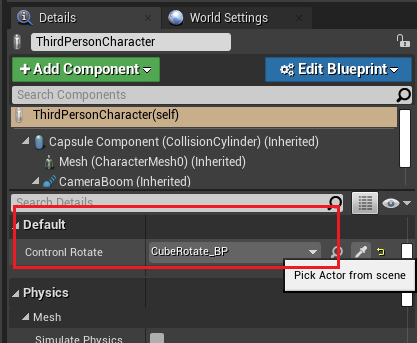 Details
World Settings
ThirdPersonCharacter
+ Add Component
Edit Blueprint
Search Components
ThirdPersonCharacter(self)
Capsule Component (CollisionCylinder) (Inherited)
Mesh (CharacterMesh0) (Inherited)
CameraBoom (Inherited)
Search Details
Default
Contronl Rotate
CubeRotate_BP
Pick Actor from scene
Physics
Mesh
Simulate Physics